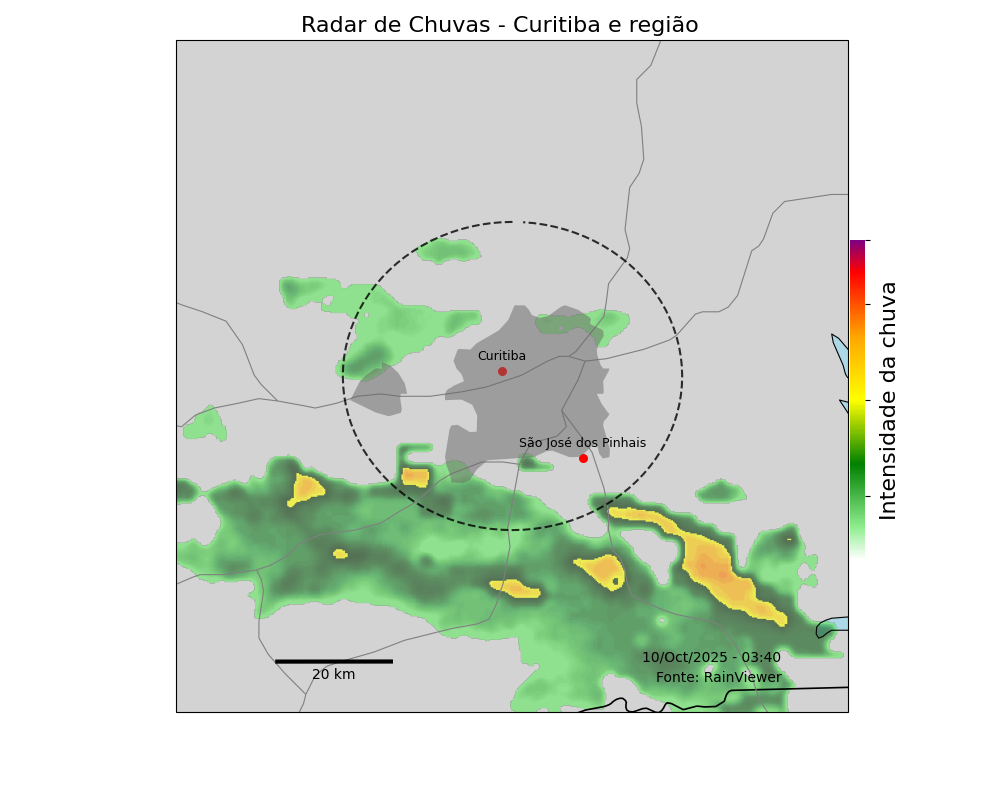 Radar de Chuvas - Curitiba e região
Curitiba
São José dos Pinhais
Intensidade da chuva
10/Oct/2025 - 03:40
Fonte: RainViewer
20 km